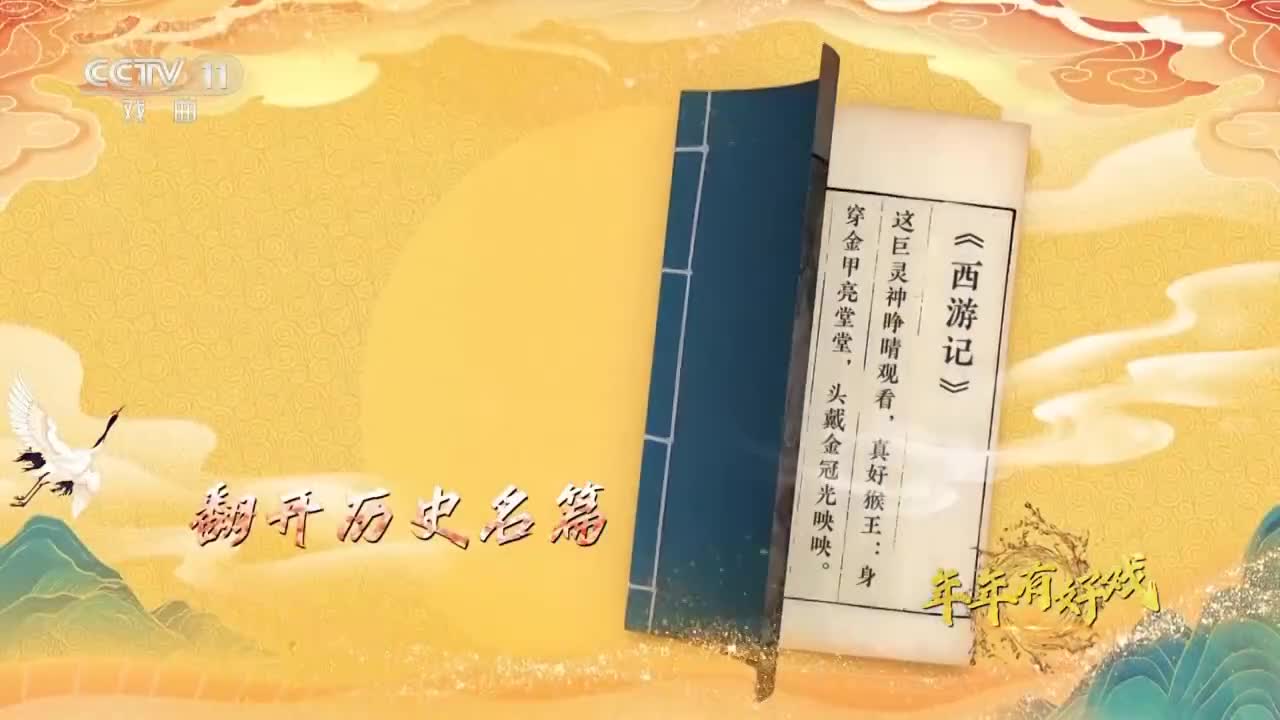 CCTV 11
戏曲
《西游记》
这巨灵神睁睛观看，真好猴王：身
穿金甲亮堂堂，头戴金冠光映映。
翻开历史名篇
年年有好戏